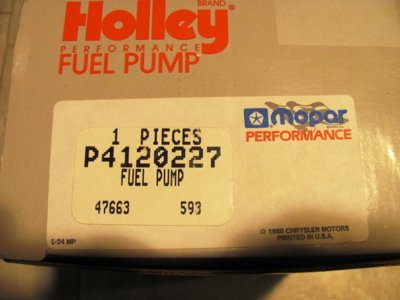 Holley BRAND
PERFORMANCE
FUEL PUMP
Mopar
PERFORMANCE
1 PIECES
P4120227
FUEL PUMP
47663 593
L-24 MP
© 1988 CHRYSLER MOTORS
PRINTED IN U.S.A.